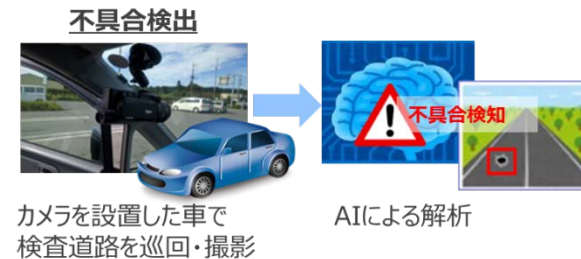 不具合検出
不具合検知
カメラを設置した車で
検査道路を巡回・撮影
AIによる解析